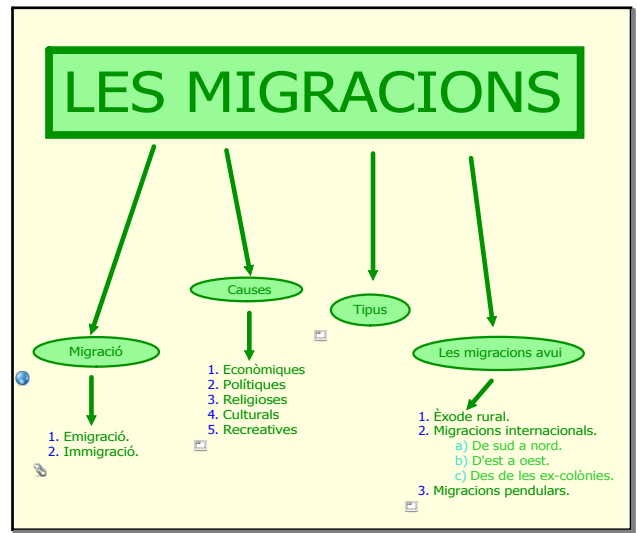 LES MIGRACIONS
Migració
1. Emigració.
2. Immigració.
Causes
1. Econòmiques
2. Polítiques
3. Religioses
4. Culturals
5. Recreatives
Tipus
Les migracions avui
1. Èxode rural.
2. Migracions internacionals.
a) De sud a nord.
b) D'est a oest.
c) Des de les ex-colònies.
3. Migracions pendulars.